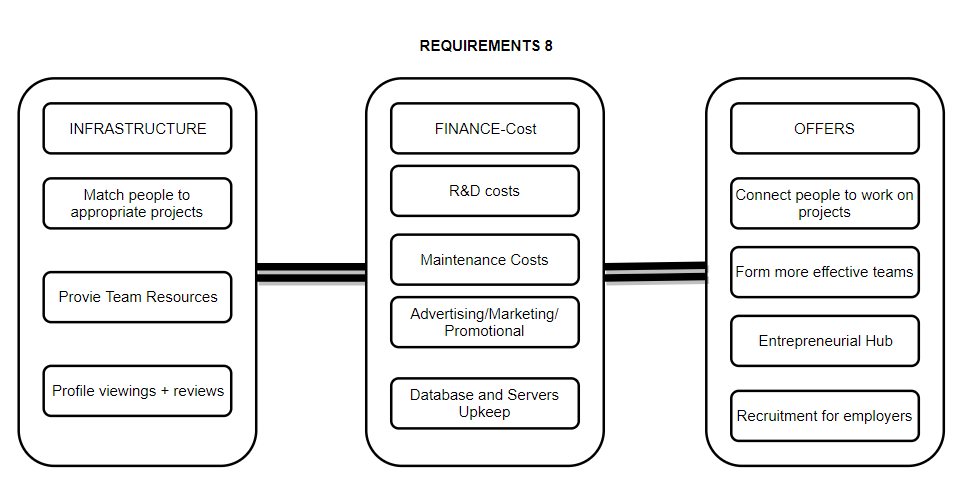 REQUIREMENTS 8
INFRASTRUCTURE
Match people to
appropriate projects
Provie Team Resources
Profile viewings + reviews
FINANCE-Cost
R&D costs
Maintenance Costs
Advertising/Marketing/
Promotional
Database and Servers
Upkeep
OFFERS
Connect people to work on
projects
Form more effective teams
Entrepreneurial Hub
Recruitment for employers